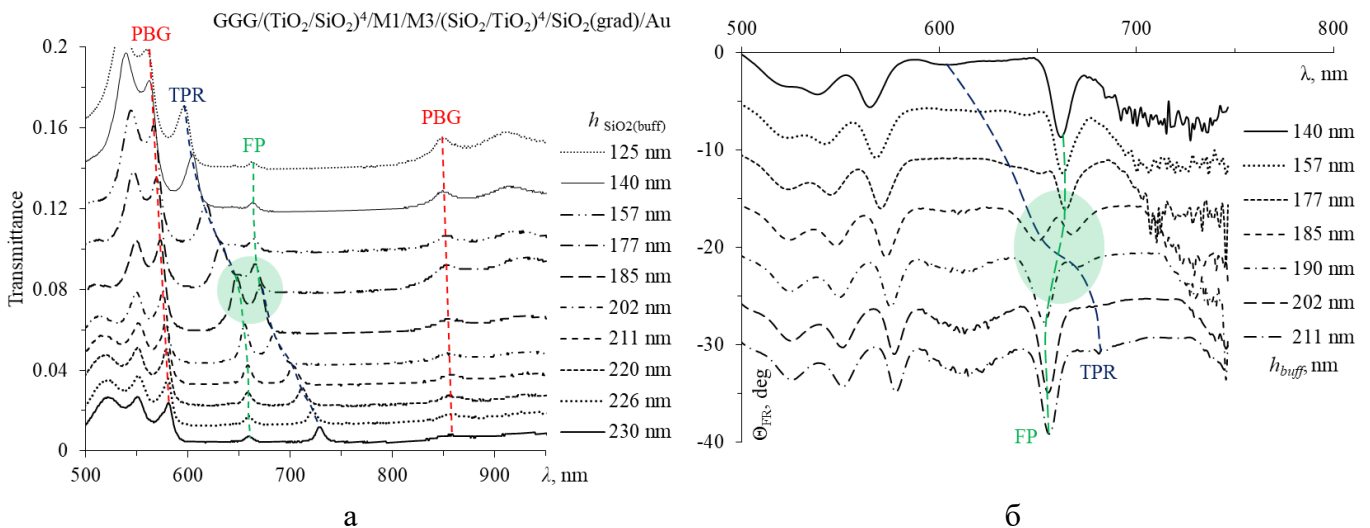 GGG/(TiO₂/SiO₂)⁴/M1/M3/(SiO₂/TiO₂)⁴/SiO₂(grad)/Au
PBG
TPR
FP
PBG
Transmittance
0.2
0.16
0.12
0.08
0.04
0
500
600
700
800
900
λ, nm
h SiO2(buff)
125 nm
140 nm
157 nm
177 nm
185 nm
202 nm
211 nm
220 nm
226 nm
230 nm
а
500
600
700
800
λ, nm
0
-10
-20
-30
-40
Θ_FR, deg
140 nm
157 nm
177 nm
185 nm
190 nm
202 nm
211 nm
h_buff, nm
TPR
FP
б